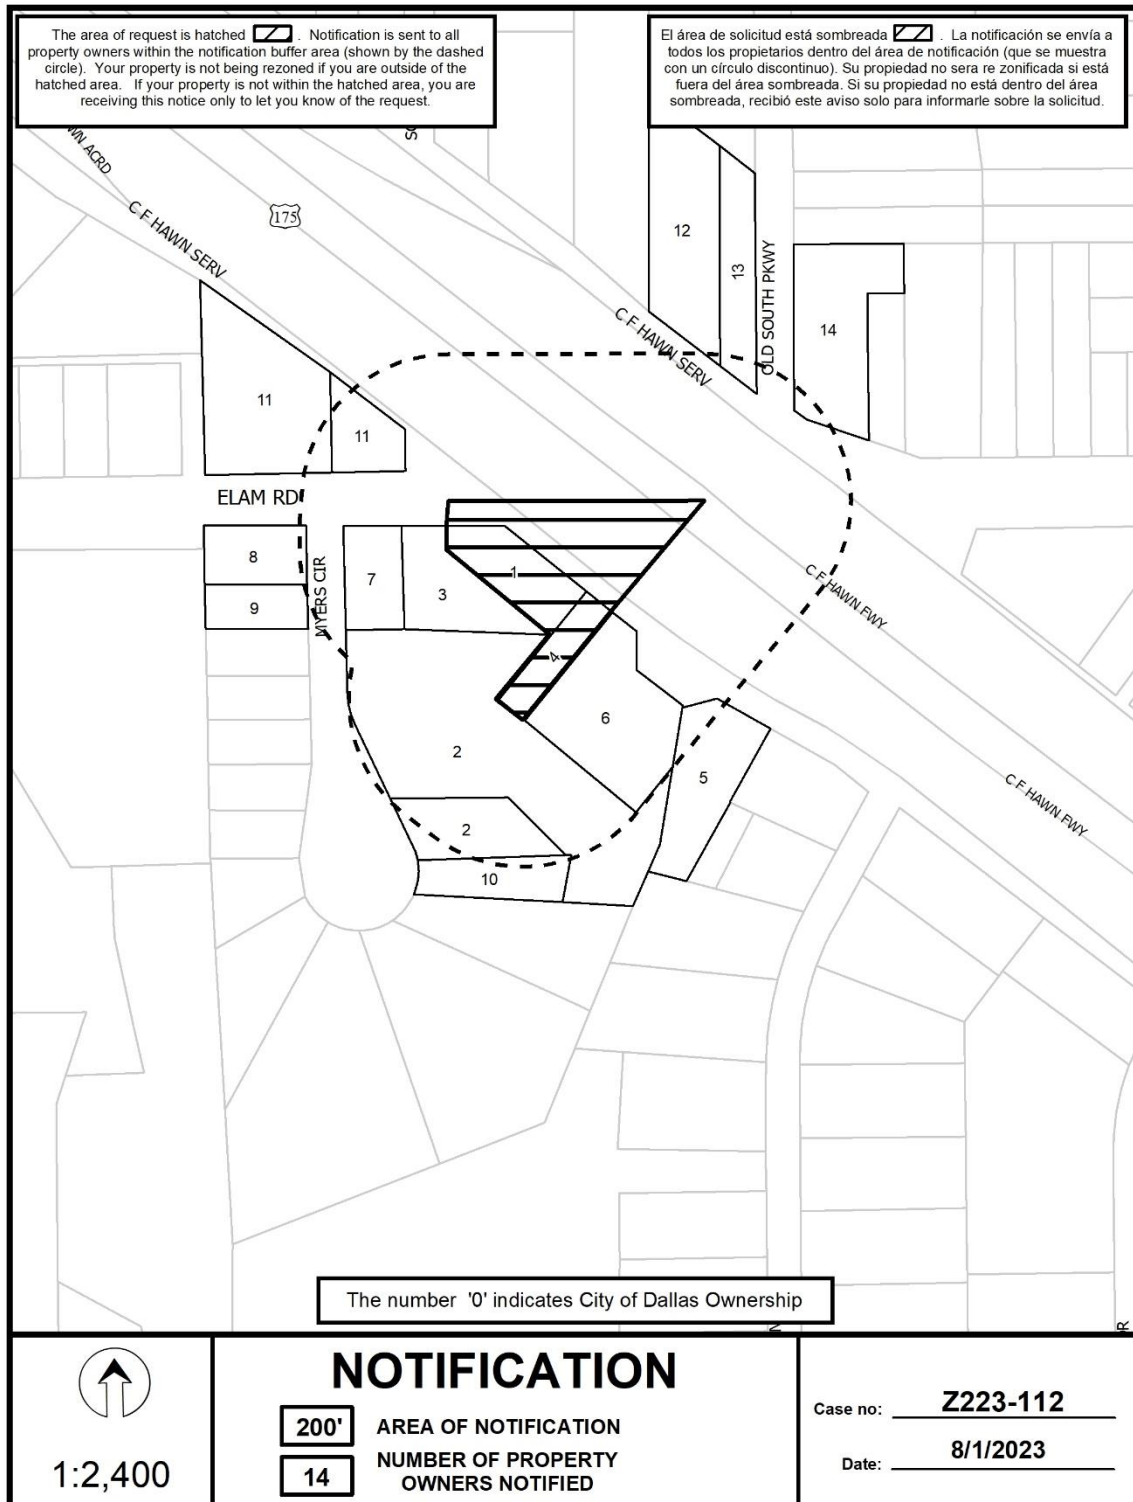 The area of request is hatched . Notification is sent to all
property owners within the notification buffer area (shown by the dashed
circle). Your property is not being rezoned if you are outside of the
hatched area. If your property is not within the hatched area, you are
receiving this notice only to let you know of the request.
El área de solicitud está sombreada . La notificación se envía a
todos los propietarios dentro del área de notificación (que se muestra
con un círculo discontinuo). Su propiedad no sera re zonificada si está
fuera del área sombreada. Si su propiedad no está dentro del área
sombreada, recibió este aviso solo para informarle sobre la solicitud.
WN ACRD
C.F. HAWN SERV
175
12
13
OLD SOUTH PKWY
14
C.F. HAWN SERV
11
11
ELAM RD
8
9
MYERS CIR
7
3
1
4
C.F. HAWN FWY
6
2
5
2
10
C.F. HAWN FWY
The number '0' indicates City of Dallas Ownership
1:2,400
NOTIFICATION
200' AREA OF NOTIFICATION
14 NUMBER OF PROPERTY
OWNERS NOTIFIED
Case no: Z223-112
Date: 8/1/2023